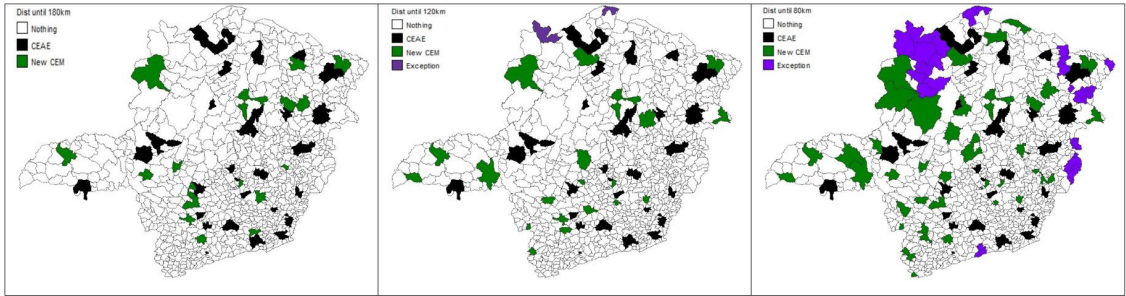 Dist until 180km
Nothing
CEAE
New CEM
Dist until 120km
Nothing
CEAE
New CEM
Exception
Dist until 80km
Nothing
CEAE
New CEM
Exception